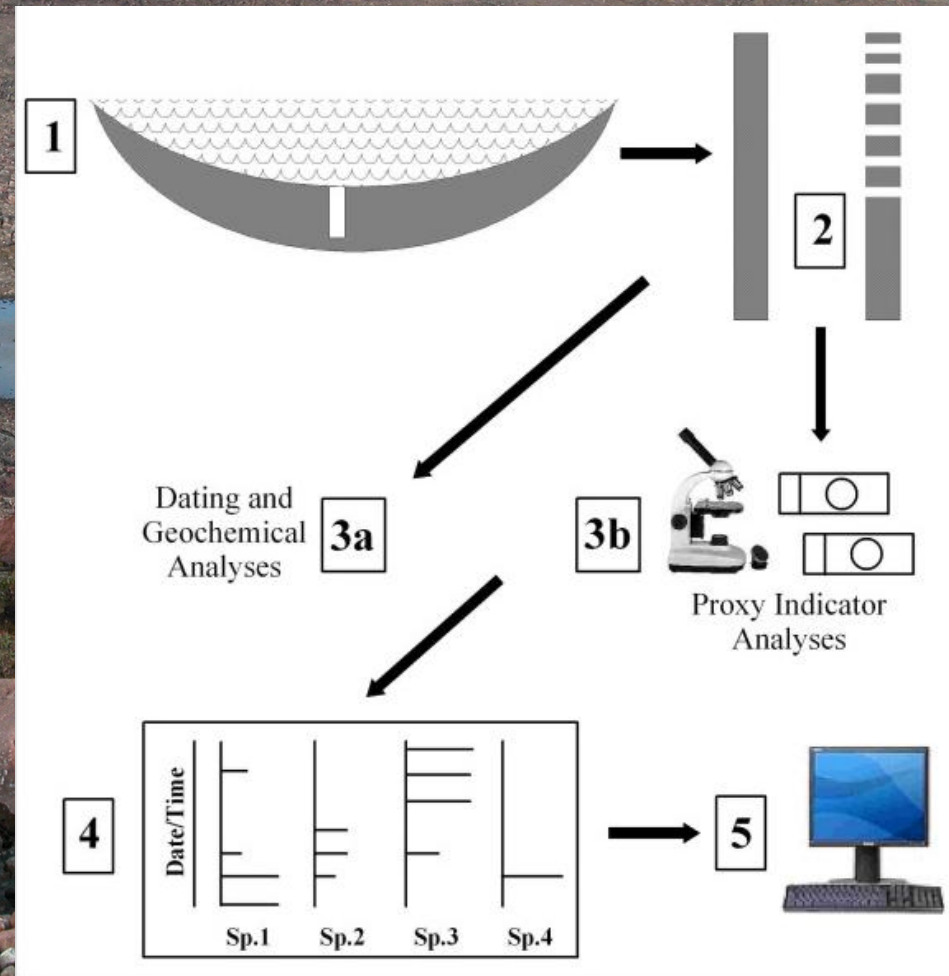 1
2
Dating and
Geochemical
Analyses
3a
3b
Proxy Indicator
Analyses
4
Date/Time
Sp.1 Sp.2 Sp.3 Sp.4
5